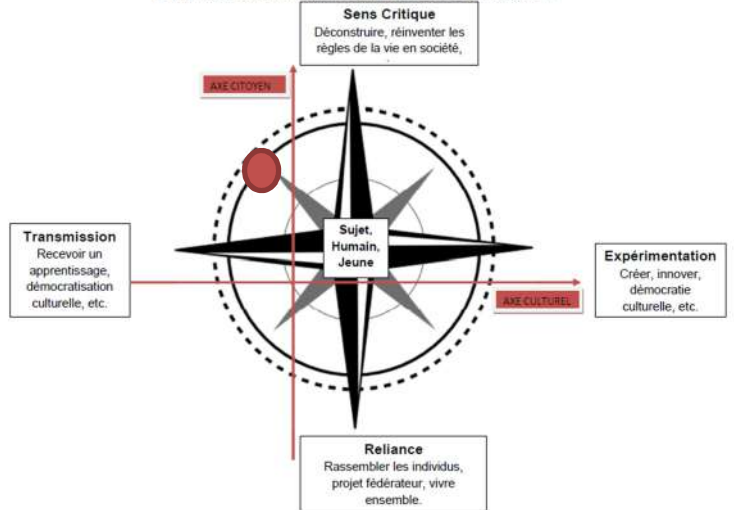 Sens Critique
Déconstruire, réinventer les
règles de la vie en société,
.
AXE CITOYEN
Transmission
Recevoir un
apprentissage,
démocratisation
culturelle, etc.
Sujet,
Humain,
Jeune
Expérimentation
Créer, innover,
démocratie
culturelle, etc.
AXE CULTUREL
Reliance
Rassembler les individus,
projet fédérateur, vivre
ensemble.